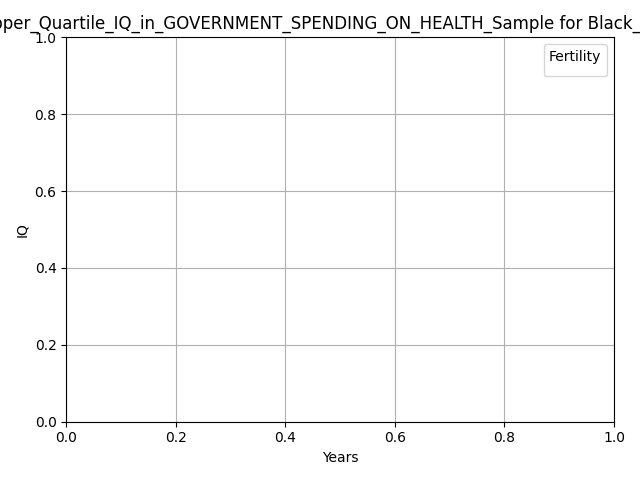 pper_Quartile_IQ_in_GOVERNMENT_SPENDING_ON_HEALTH_Sample for Black_
Fertility
1.0
0.8
0.6
0.4
0.2
0.0
IQ
0.0 0.2 0.4 0.6 0.8 1.0
Years